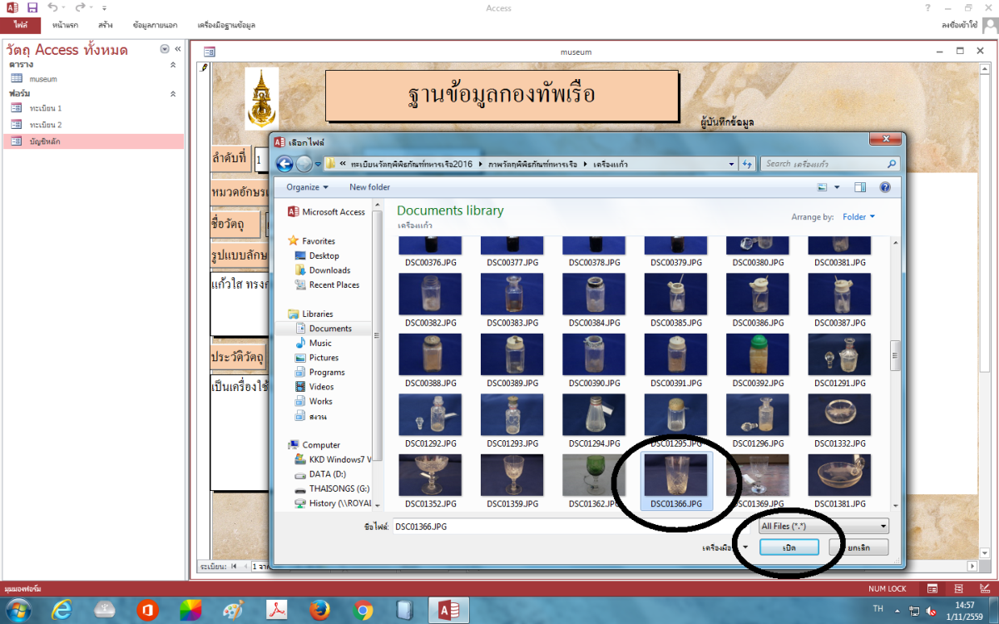 Access
ไฟล์
หน้าแรก
สร้าง
ข้อมูลภายนอก
เครื่องมือฐานข้อมูล
ลงชื่อเข้าใช้
วัตถุ Access ทั้งหมด
ตาราง
museum
ฟอร์ม
ทะเบียน 1
ทะเบียน 2
บัญชีหลัก
museum
ฐานข้อมูลกองทัพเรือ
ผู้บันทึกข้อมูล
ลำดับที่ 1
หมวดอักษร
ชื่อวัตถุ
รูปแบบลักษ
แก้วใส ทรงก
ประวัติวัตถุ
เป็นเครื่องใช้
เลือกไฟล์
« ทะเบียนวัตถุพิพิธภัณฑ์ทหารเรือ2016 ภาพวัตถุพิพิธภัณฑ์ทหารเรือ เครื่องแก้ว
Search เครื่องแก้ว
Organize New folder
Microsoft Access
Favorites
Desktop
Downloads
Recent Places
Libraries
Documents
Music
Pictures
Programs
Videos
Works
สงวน
Computer
KKD Windows7 V
DATA (D:)
THAISONGS (G:)
History (\\ROYAL
Documents library
เครื่องแก้ว
Arrange by: Folder
DSC00376.JPG DSC00377.JPG DSC00378.JPG DSC00379.JPG DSC00380.JPG DSC00381.JPG
DSC00382.JPG DSC00383.JPG DSC00384.JPG DSC00385.JPG DSC00386.JPG DSC00387.JPG
DSC00388.JPG DSC00389.JPG DSC00390.JPG DSC00391.JPG DSC00392.JPG DSC01291.JPG
DSC01292.JPG DSC01293.JPG DSC01294.JPG DSC01295.JPG DSC01296.JPG DSC01332.JPG
DSC01352.JPG DSC01359.JPG DSC01362.JPG DSC01366.JPG DSC01369.JPG DSC01381.JPG
ชื่อไฟล์: DSC01366.JPG
All Files (*.*)
เครื่องมือ
เปิด
ยกเลิก
ระเบียน: 1 จาก
มุมมองฟอร์ม
NUM LOCK
TH
14:57
1/11/2559